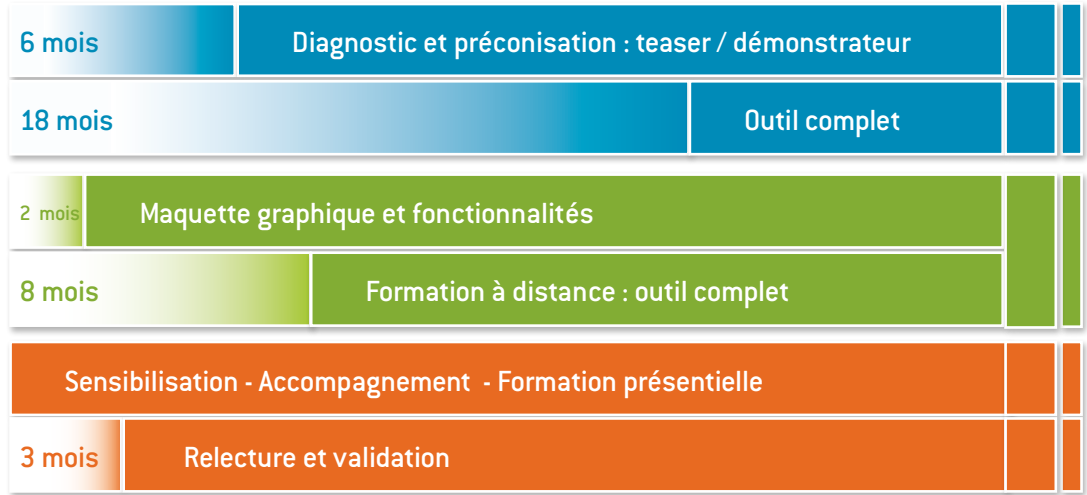 6 mois Diagnostic et préconisation : teaser / démonstrateur
18 mois Outil complet
2 mois Maquette graphique et fonctionnalités
8 mois Formation à distance : outil complet
Sensibilisation - Accompagnement - Formation présentielle
3 mois Relecture et validation